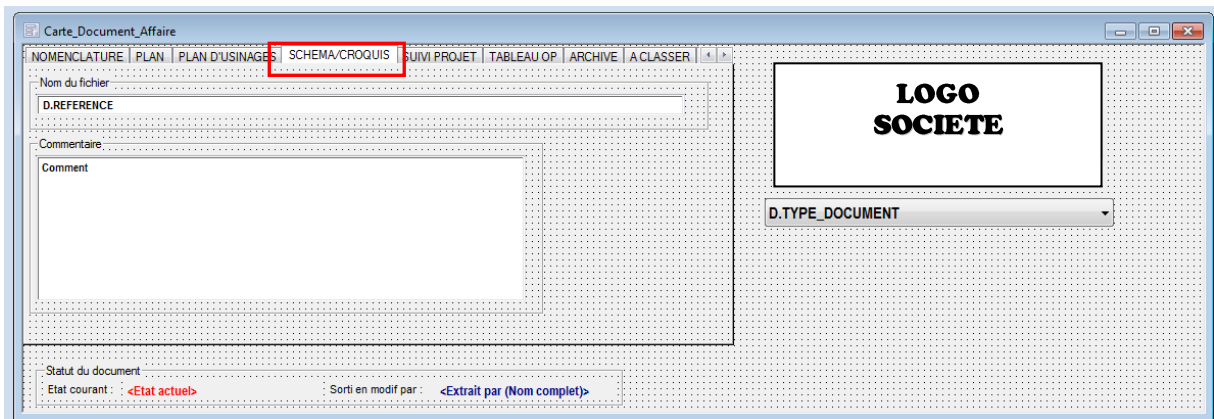 Carte_Document_Affaire
NOMENCLATURE PLAN PLAN D'USINAGES SCHEMA/CROQUIS SUIVI PROJET TABLEAU OP ARCHIVE A CLASSER
Nom du fichier
D.REFERENCE
Commentaire
Comment
LOGO
SOCIETE
D.TYPE_DOCUMENT
Statut du document
Etat courant : <Etat actuel> Sorti en modif par : <Extrait par (Nom complet)>